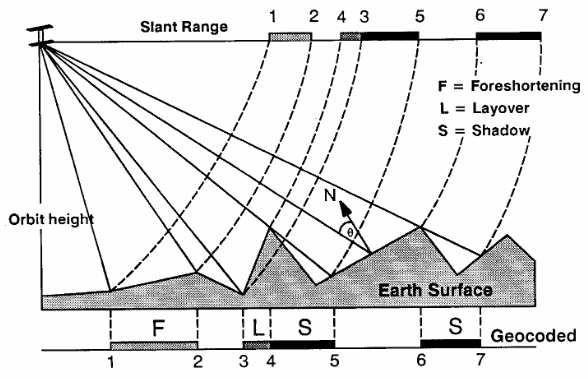 Slant Range
1 2 4 3 5 6 7
F = Foreshortening
L = Layover
S = Shadow
N
θ
Orbit height
Earth Surface
F L S S
Geocoded
1 2 3 4 5 6 7